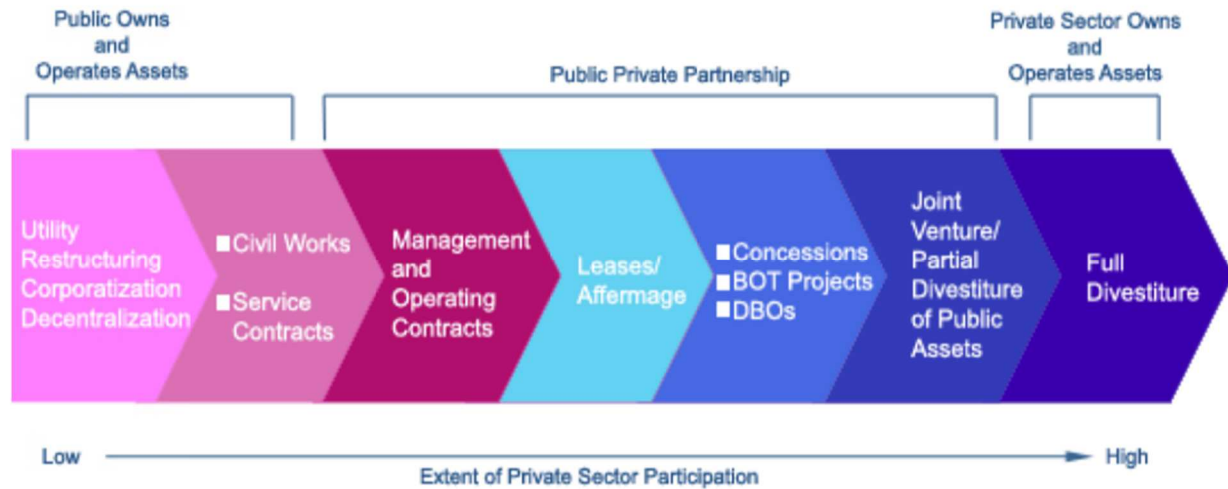 Public Owns
and
Operates Assets
Public Private Partnership
Private Sector Owns
and
Operates Assets
Utility
Restructuring
Corporatization
Decentralization
Civil Works
Service
Contracts
Management
and
Operating
Contracts
Leases/
Affermage
Concessions
BOT Projects
DBOs
Joint
Venture/
Partial
Divestiture
of Public
Assets
Full
Divestiture
Low
Extent of Private Sector Participation
High